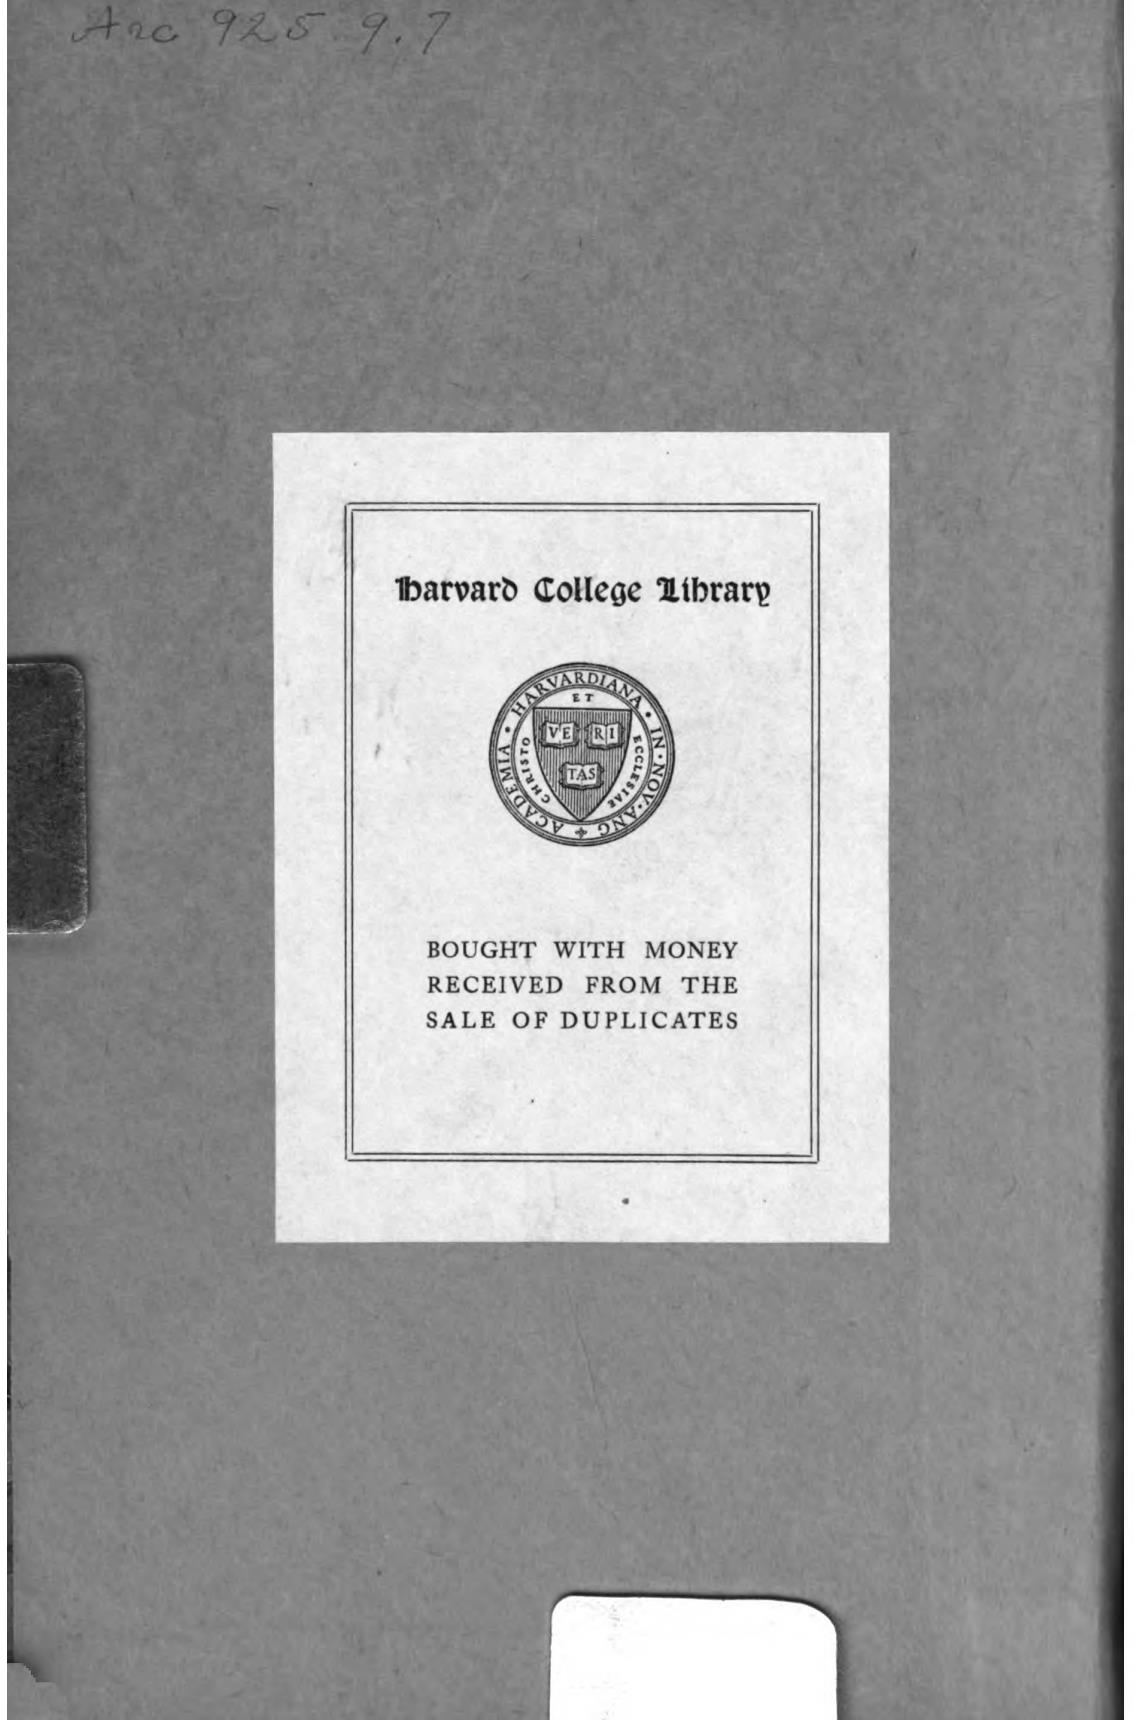 Arc 925.9.7
Harvard College Library
ACADEMIA • HARVARDIANA • IN • NOV • ANG
CHRISTO ET ECCLESIAE
VE RI
TAS
BOUGHT WITH MONEY
RECEIVED FROM THE
SALE OF DUPLICATES